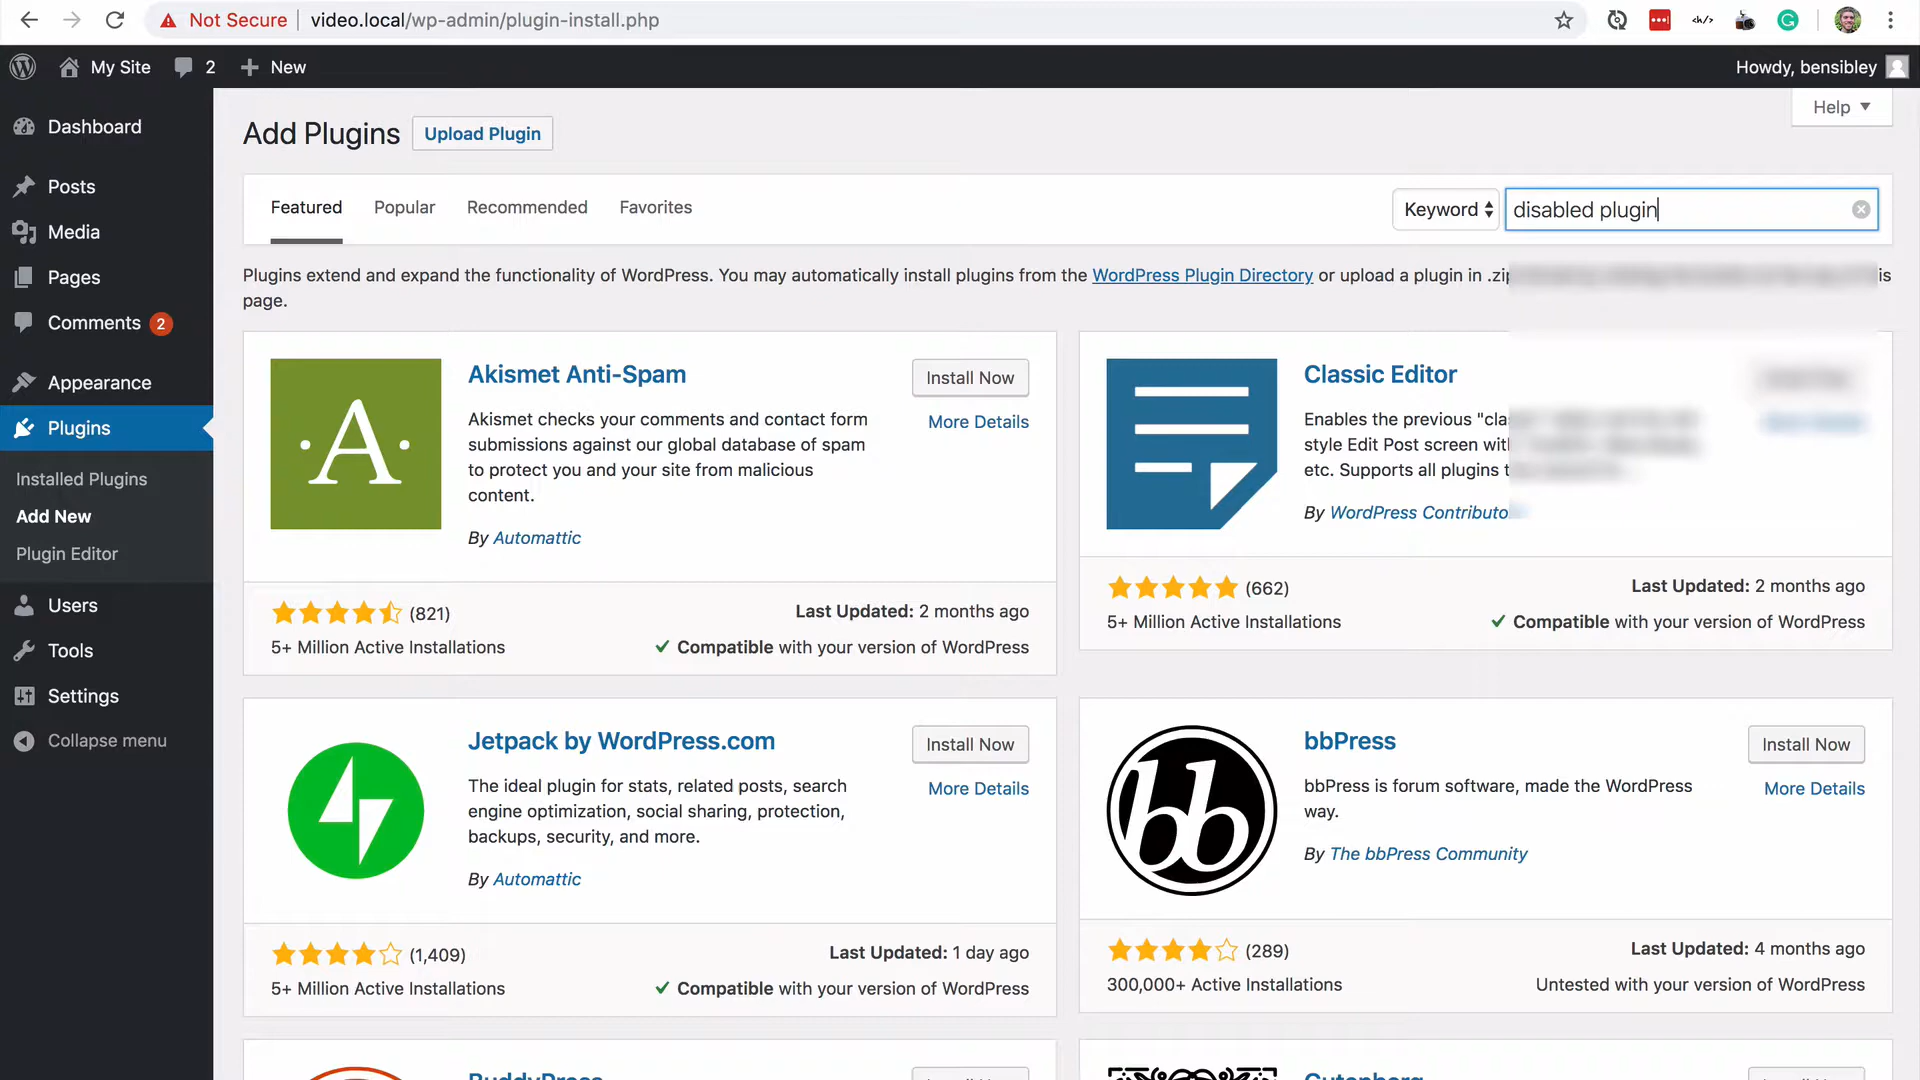 Not Secure video.local/wp-admin/plugin-install.php
My Site 2 New Howdy, bensibley
Help
Dashboard
Posts
Media
Pages
Comments 2
Appearance
Plugins
Installed Plugins
Add New
Plugin Editor
Users
Tools
Settings
Collapse menu
Add Plugins Upload Plugin
Featured Popular Recommended Favorites Keyword disabled plugin
Plugins extend and expand the functionality of WordPress. You may automatically install plugins from the WordPress Plugin Directory or upload a plugin in .zip
page.
A
Akismet Anti-Spam
Install Now
More Details
Akismet checks your comments and contact form
submissions against our global database of spam
to protect you and your site from malicious
content.
By Automattic
(821)
Last Updated: 2 months ago
5+ Million Active Installations
Compatible with your version of WordPress
Classic Editor
Enables the previous "cla
style Edit Post screen with
etc. Supports all plugins t
By WordPress Contributo
(662)
Last Updated: 2 months ago
5+ Million Active Installations
Compatible with your version of WordPress
Jetpack by WordPress.com
Install Now
More Details
The ideal plugin for stats, related posts, search
engine optimization, social sharing, protection,
backups, security, and more.
By Automattic
(1,409)
Last Updated: 1 day ago
5+ Million Active Installations
Compatible with your version of WordPress
bb
bbPress
Install Now
More Details
bbPress is forum software, made the WordPress
way.
By The bbPress Community
(289)
Last Updated: 4 months ago
300,000+ Active Installations
Untested with your version of WordPress
BuddyPress
Gutenberg